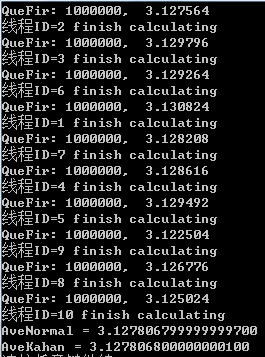 QueFir: 1000000,  3.127564
线程ID=2 finish calculating
QueFir: 1000000,  3.129796
线程ID=3 finish calculating
QueFir: 1000000,  3.129264
线程ID=6 finish calculating
QueFir: 1000000,  3.130824
线程ID=1 finish calculating
QueFir: 1000000,  3.128208
线程ID=7 finish calculating
QueFir: 1000000,  3.128616
线程ID=4 finish calculating
QueFir: 1000000,  3.129492
线程ID=5 finish calculating
QueFir: 1000000,  3.122504
线程ID=9 finish calculating
QueFir: 1000000,  3.126776
线程ID=8 finish calculating
QueFir: 1000000,  3.125024
线程ID=10 finish calculating
AveNormal = 3.1278067999999700
AveKahan = 3.127806800000000100